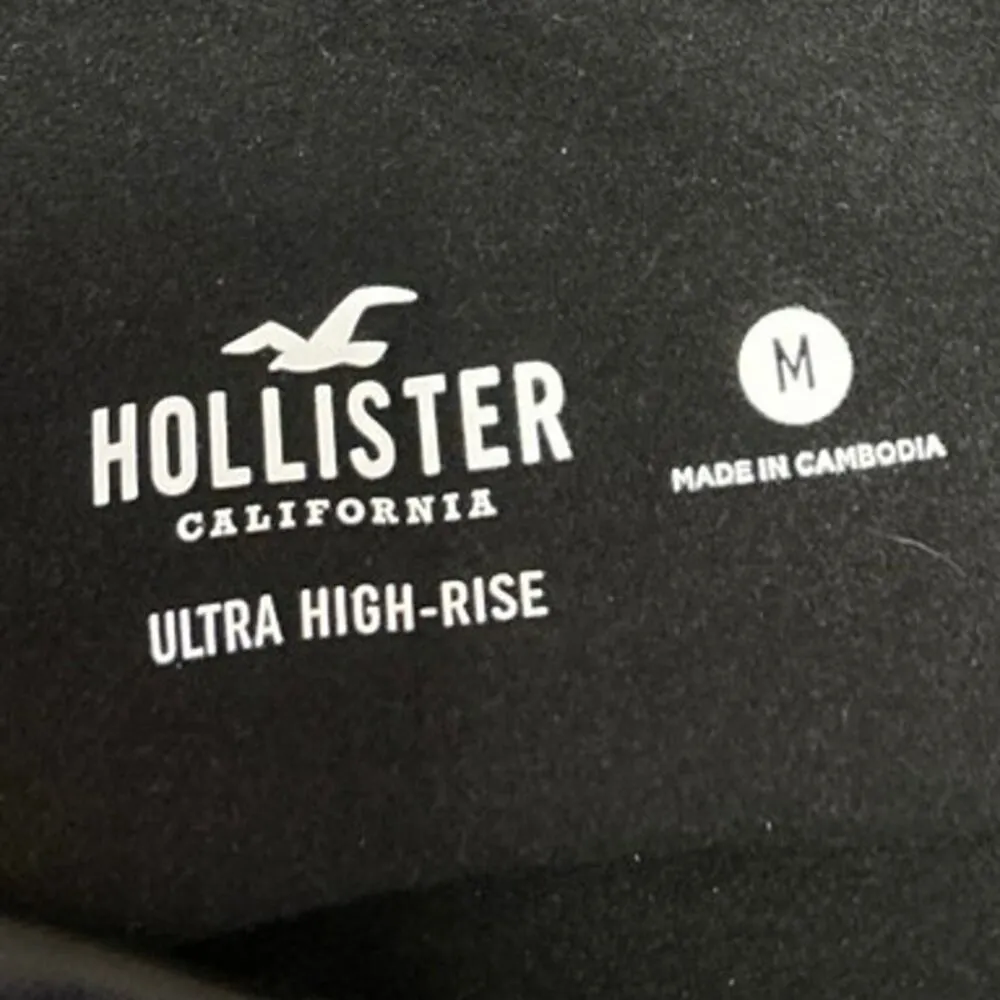 HOLLISTER
CALIFORNIA
ULTRA HIGH-RISE
M
MADE IN CAMBODIA